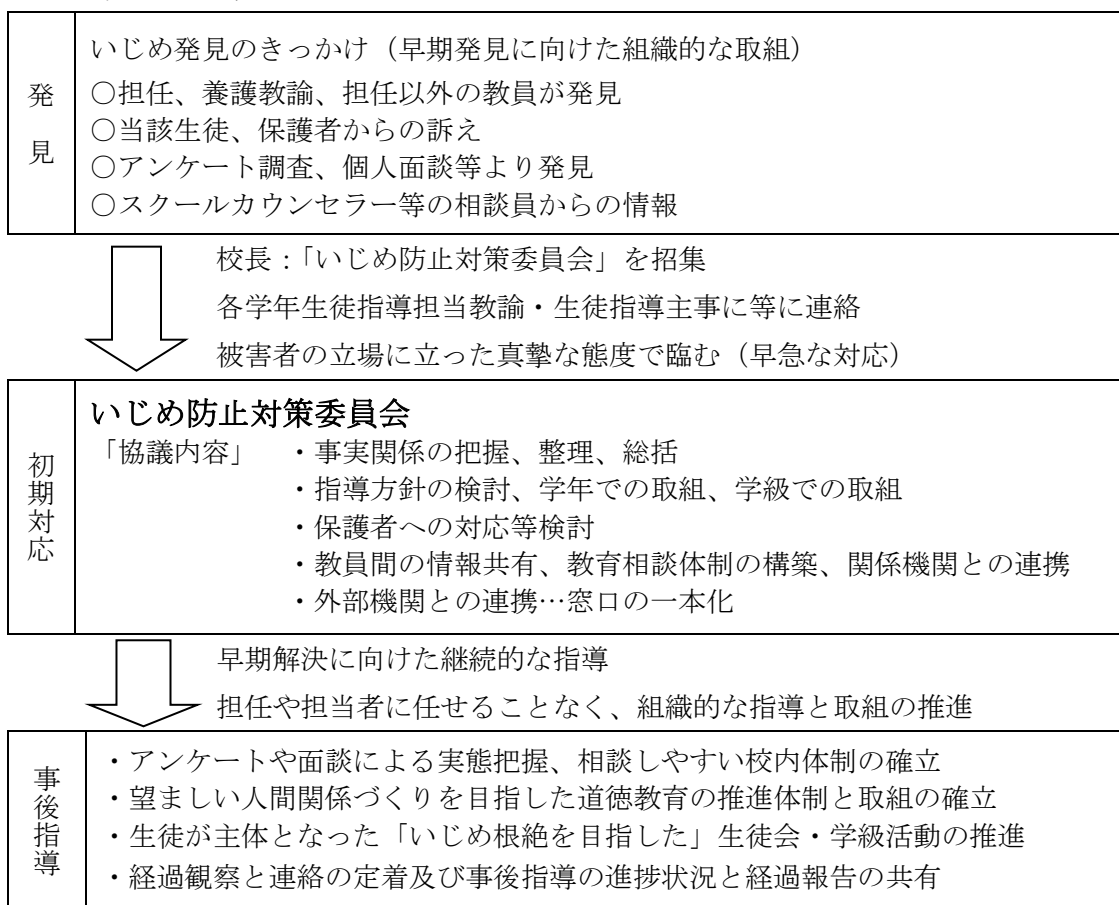 発見
いじめ発見のきっかけ（早期発見に向けた組織的な取組）
○担任、養護教諭、担任以外の教員が発見
○当該生徒、保護者からの訴え
○アンケート調査、個人面談等より発見
○スクールカウンセラー等の相談員からの情報
校長：「いじめ防止対策委員会」を招集
各学年生徒指導担当教諭・生徒指導主事に等に連絡
被害者の立場に立った真摯な態度で臨む（早急な対応）
初期対応
いじめ防止対策委員会
「協議内容」　・事実関係の把握、整理、総括
・指導方針の検討、学年での取組、学級での取組
・保護者への対応等検討
・教員間の情報共有、教育相談体制の構築、関係機関との連携
・外部機関との連携…窓口の一本化
早期解決に向けた継続的な指導
担任や担当者に任せることなく、組織的な指導と取組の推進
事後指導
・アンケートや面談による実態把握、相談しやすい校内体制の確立
・望ましい人間関係づくりを目指した道徳教育の推進体制と取組の確立
・生徒が主体となった「いじめ根絶を目指した」生徒会・学級活動の推進
・経過観察と連絡の定着及び事後指導の進捗状況と経過報告の共有